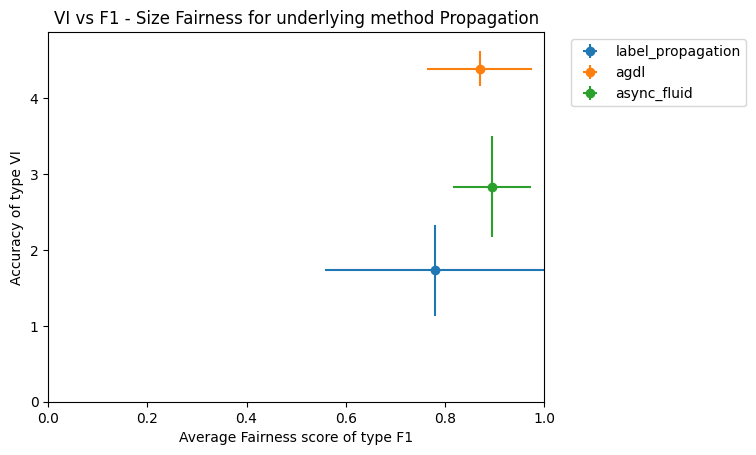 VI vs F1 - Size Fairness for underlying method Propagation
label_propagation
agdl
async_fluid
Accuracy of type VI
4
3
2
1
0
0.0 0.2 0.4 0.6 0.8 1.0
Average Fairness score of type F1